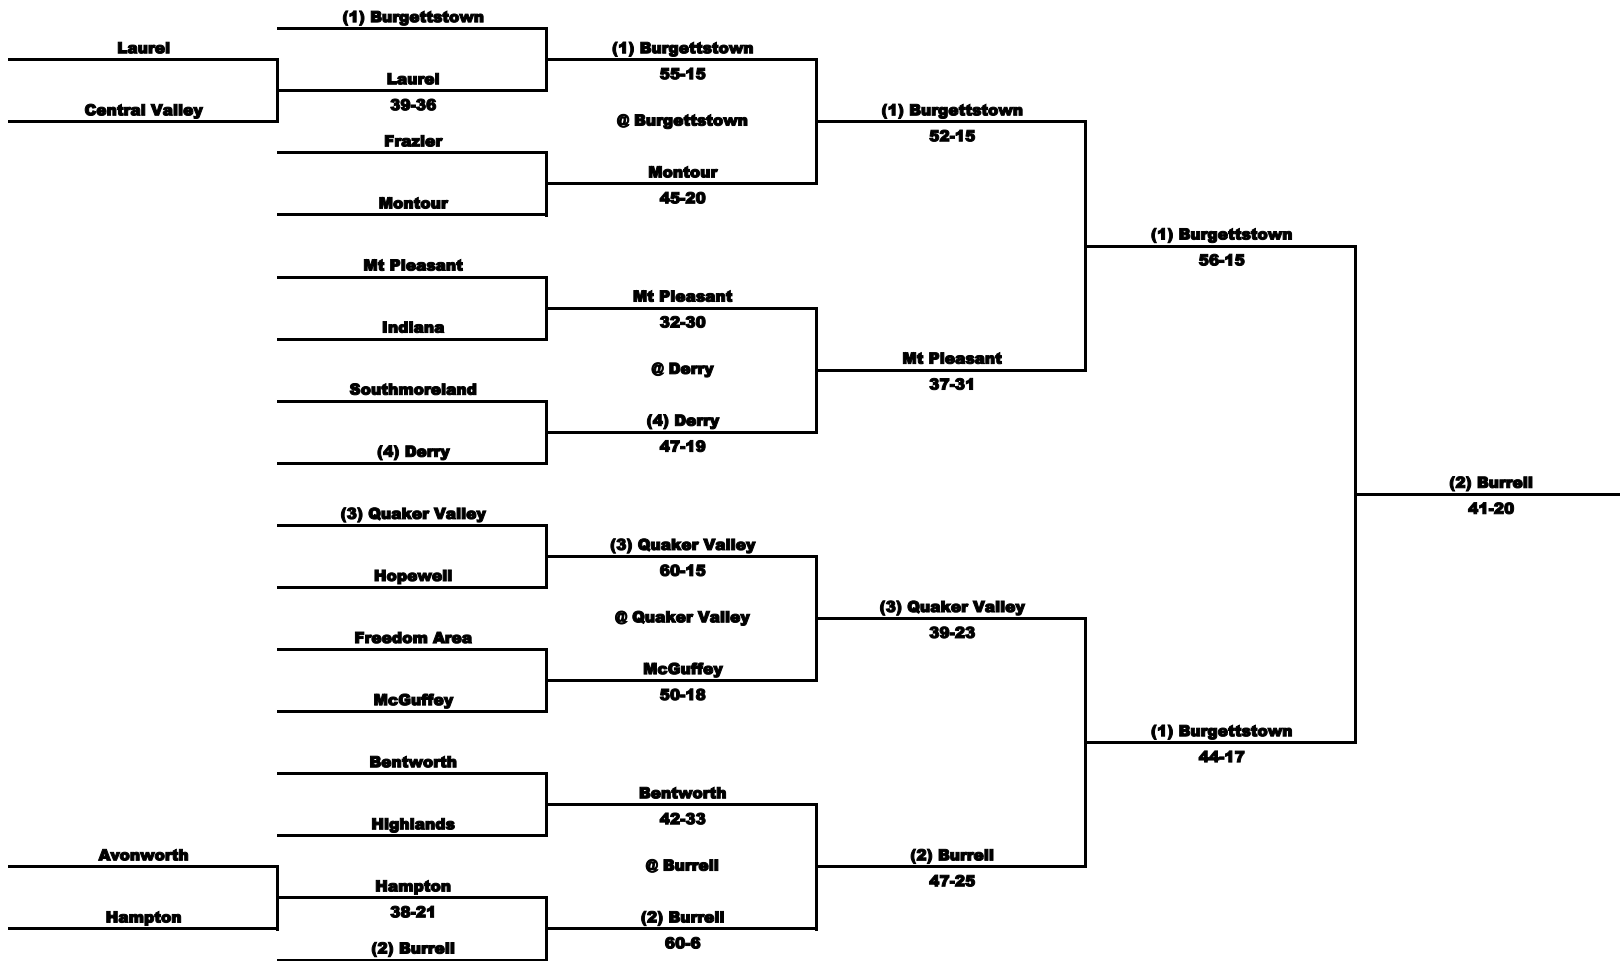 (1) Burgettstown
Laurel
(1) Burgettstown
Laurel
55-15
Central Valley
39-36
(1) Burgettstown
@ Burgettstown
52-15
Frazier
Montour
Montour
45-20
(1) Burgettstown
56-15
Mt Pleasant
Mt Pleasant
Indiana
32-30
Mt Pleasant
@ Derry
37-31
Southmoreland
(4) Derry
(4) Derry
47-19
(2) Burrell
41-20
(3) Quaker Valley
(3) Quaker Valley
Hopewell
60-15
(3) Quaker Valley
@ Quaker Valley
39-23
Freedom Area
McGuffey
McGuffey
50-18
(1) Burgettstown
44-17
Bentworth
Bentworth
Highlands
42-33
Avonworth
(2) Burrell
@ Burrell
47-25
Hampton
38-21
Hampton
(2) Burrell
(2) Burrell
60-6